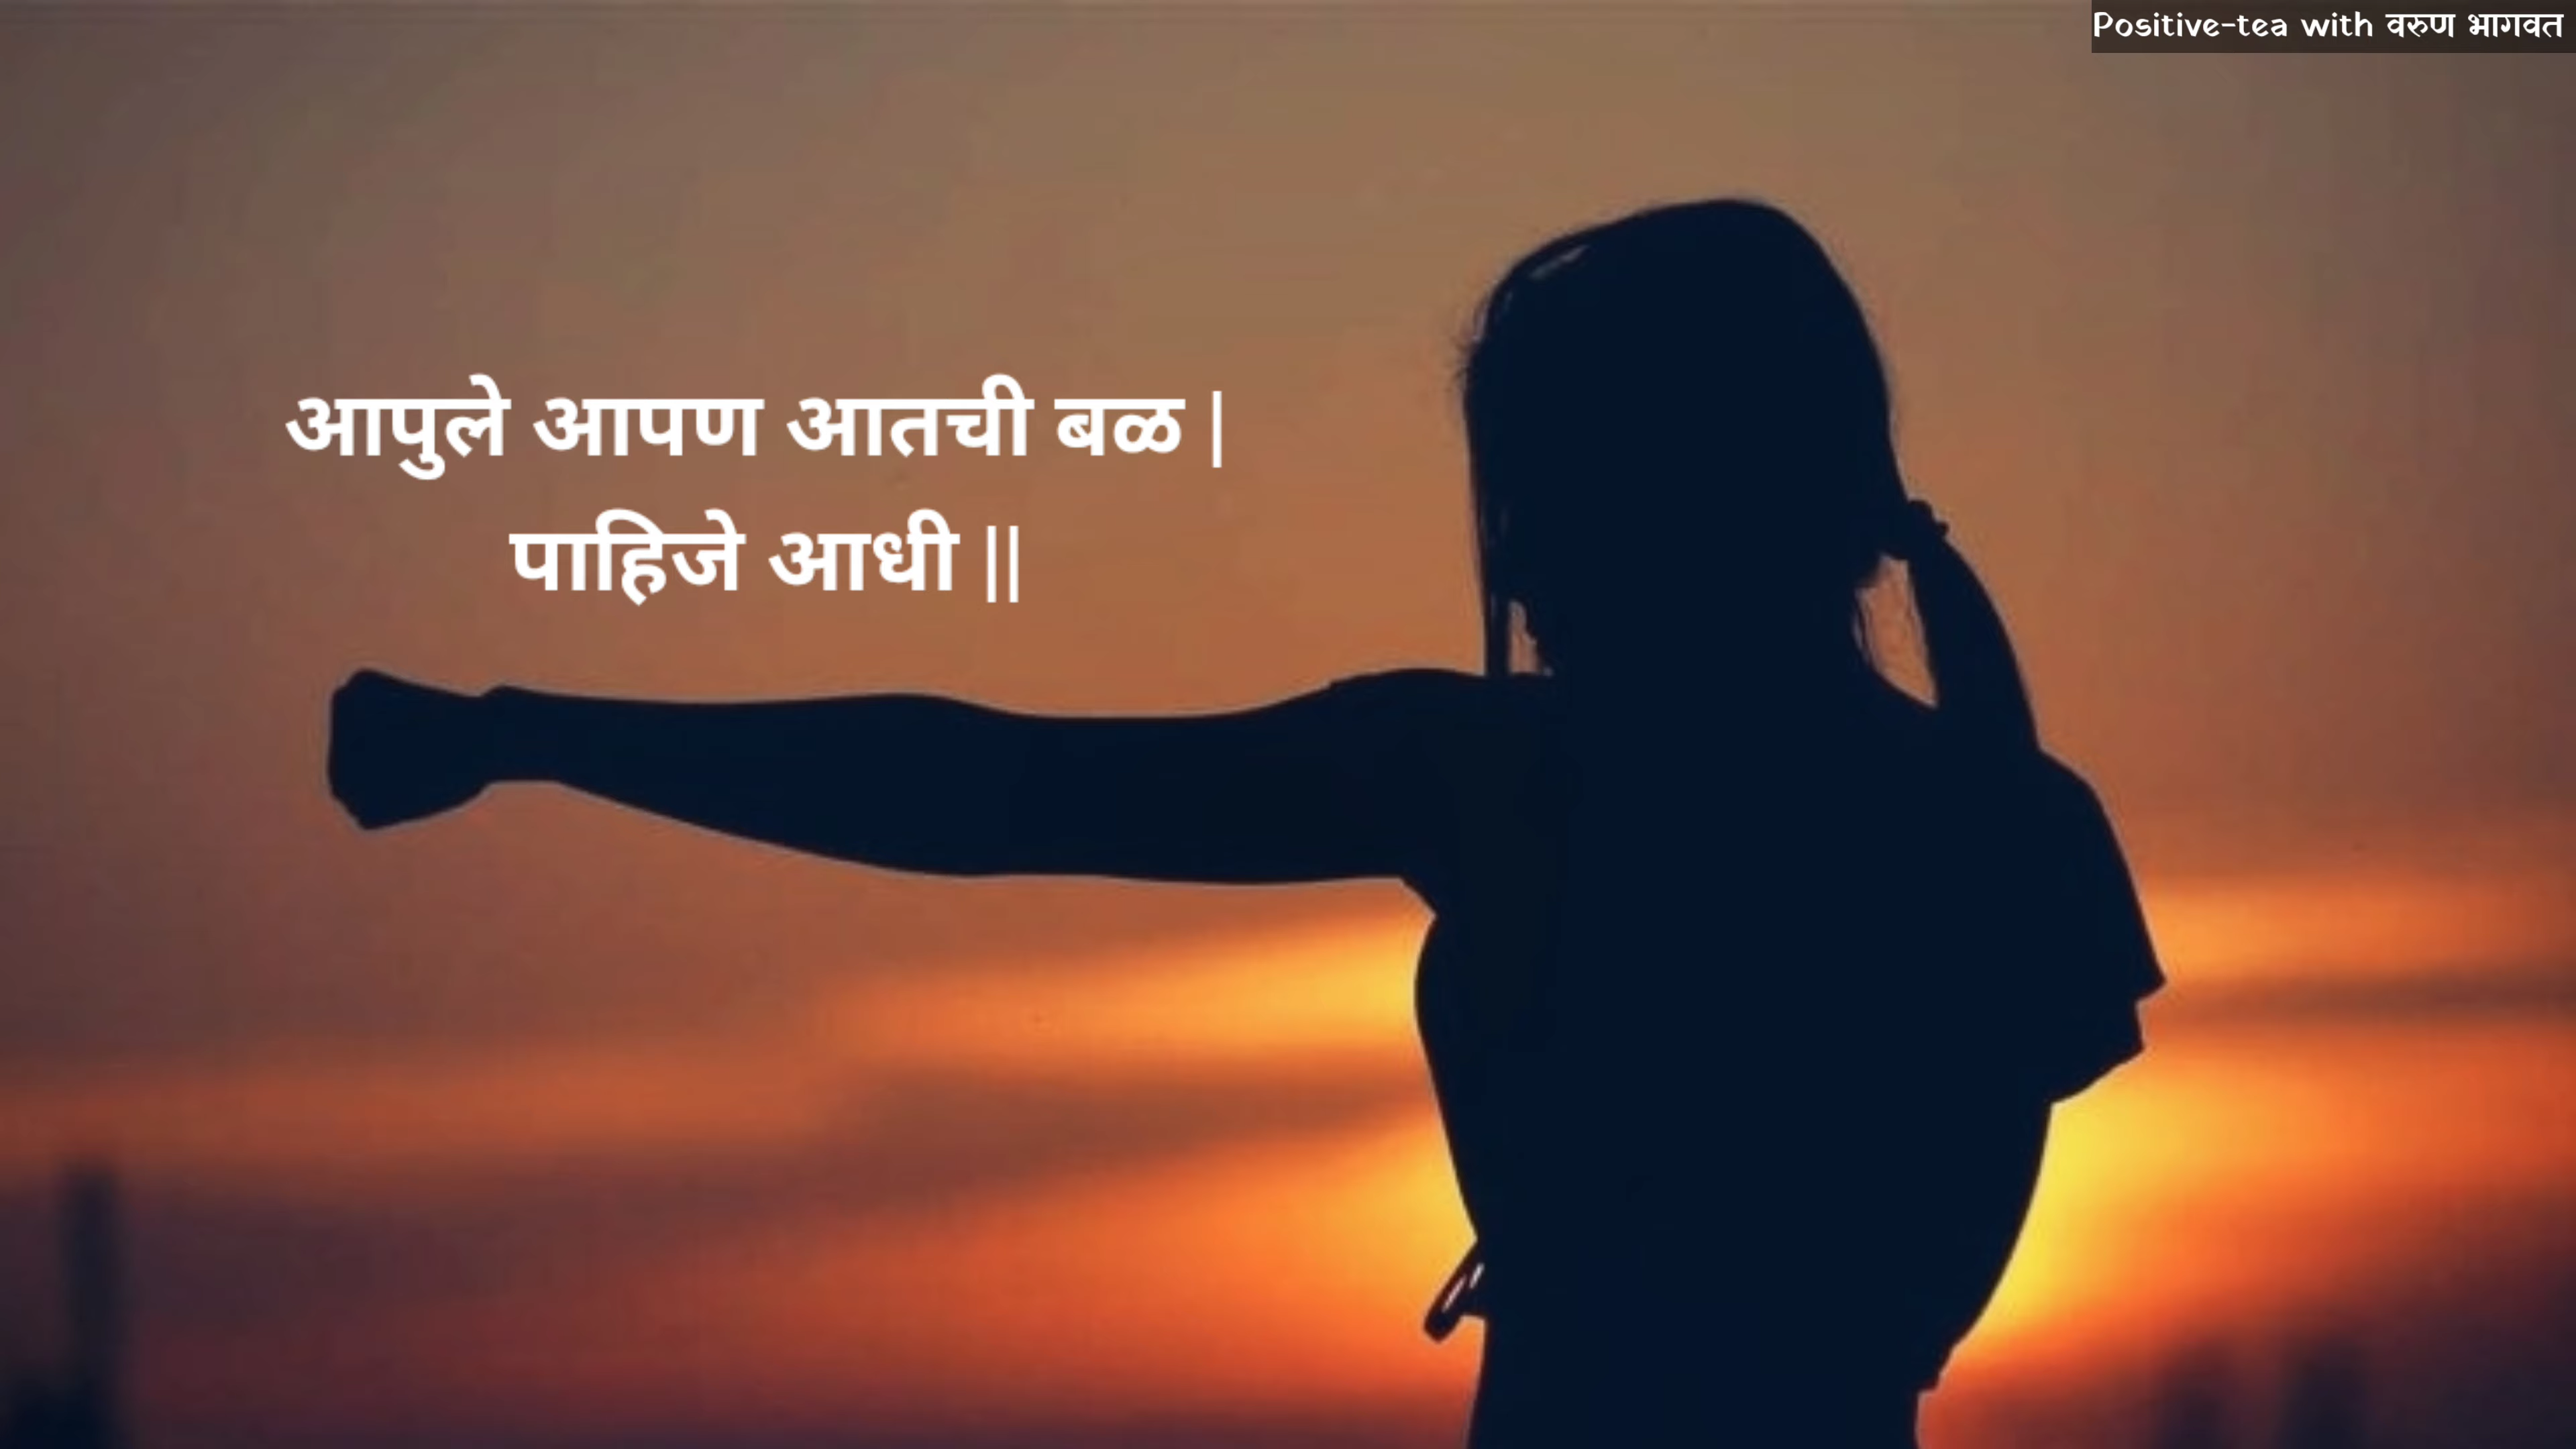 Positive-tea with वरुण भागवत
आपुले आपण आतची बळ |
पाहिजे आधी ||